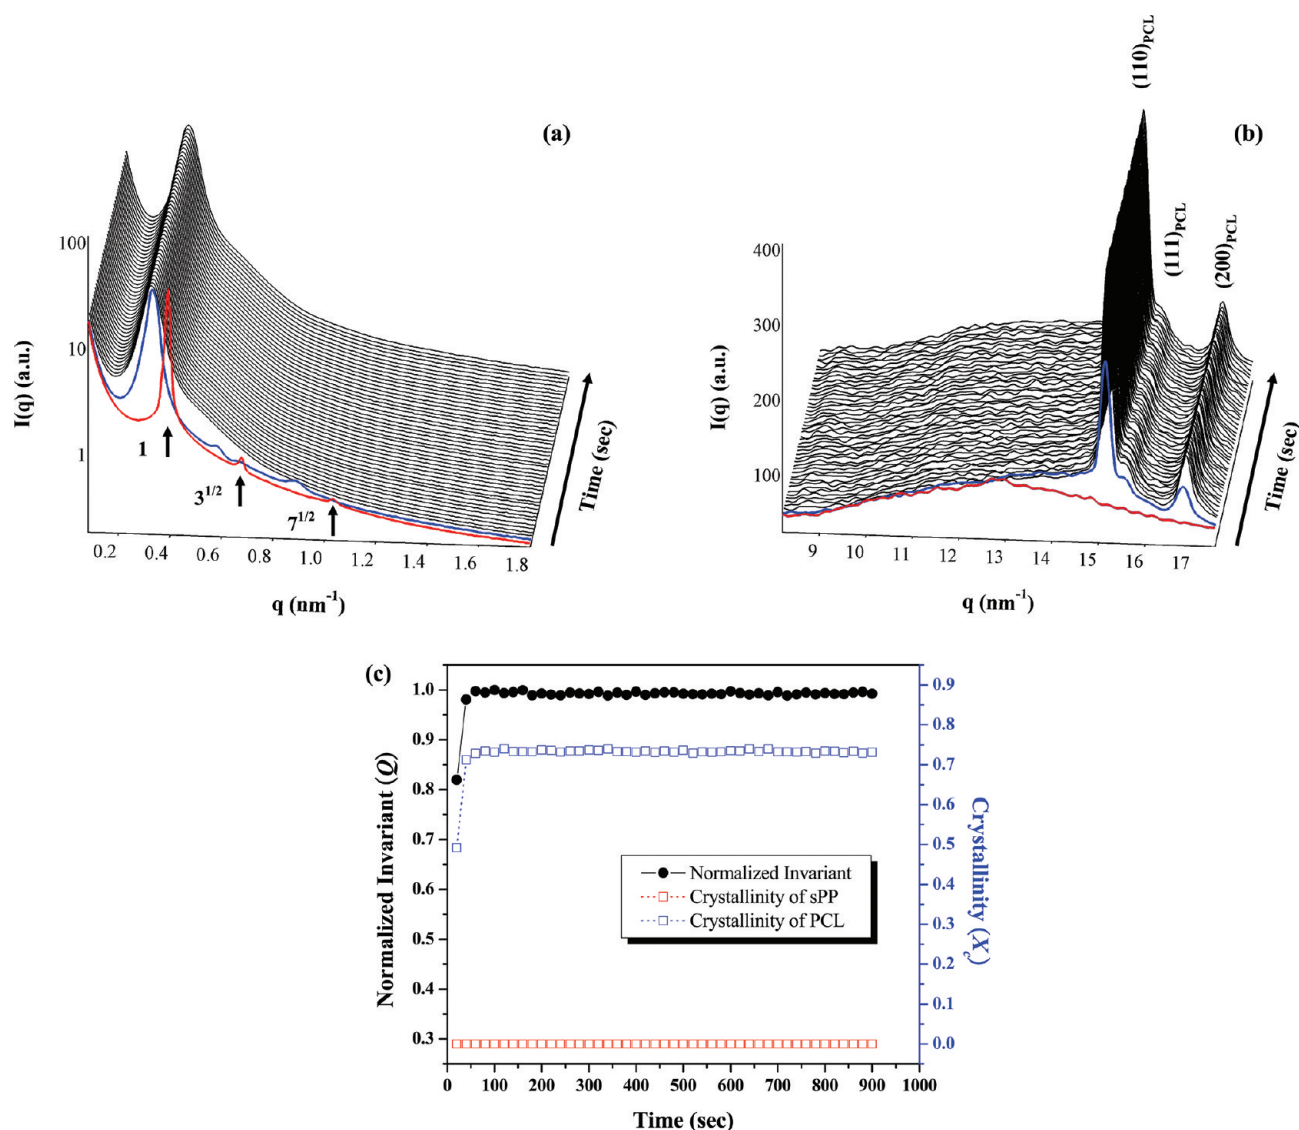 (a)
I(q) (a.u.)
100
10
1
1
3^{1/2}
7^{1/2}
0.2 0.4 0.6 0.8 1.0 1.2 1.4 1.6 1.8
q (nm^{-1})
Time (sec)
(b)
(110)_{PCL}
(111)_{PCL}
(200)_{PCL}
I(q) (a.u.)
400
300
200
100
9 10 11 12 13 14 15 16 17
q (nm^{-1})
Time (sec)
(c)
Normalized Invariant (Q)
1.0
0.9
0.8
0.7
0.6
0.5
0.4
0.3
Normalized Invariant
Crystallinity of sPP
Crystallinity of PCL
0.9
0.8
0.7
0.6
0.5
0.4
0.3
0.2
0.1
0.0
Crystallinity (X_c)
0 100 200 300 400 500 600 700 800 900 1000
Time (sec)